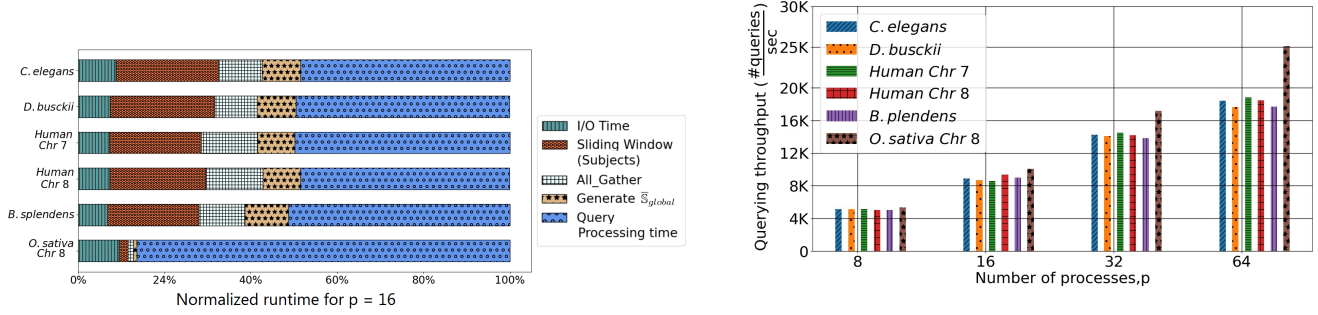 C. elegans
D. busckii
Human
Chr 7
Human
Chr 8
B. splendens
O. sativa
Chr 8
0%
24%
40%
60%
80%
100%
Normalized runtime for p = 16
I/O Time
Sliding Window
(Subjects)
All_Gather
Generate S̅global
Query
Processing time
Querying throughput (#queries/sec)
30K
25K
20K
16K
12K
8K
4K
0
C. elegans
D. busckii
Human Chr 7
Human Chr 8
B. plendens
O. sativa Chr 8
8
16
32
64
Number of processes,p